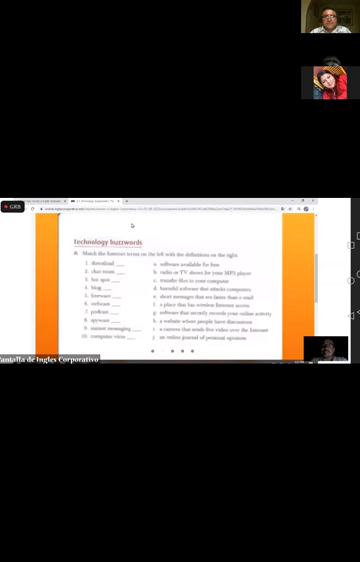 GRB
Technology buzzwords
Match the Internet terms on the left with the definitions on the right.
1. download ___ a. software available for free
2. chat room ___ b. radio or TV shows for your MP3 player
3. hot spot ___ c. transfer files to your computer
4. blog ___ d. harmful software that attacks computers
5. freeware ___ e. short messages that are faster than e-mail
6. webcam ___ f. a place that has wireless Internet access
7. podcast ___ g. software that secretly records your online activity
8. spyware ___ h. a website where people have discussions
9. instant messaging ___ i. a camera that sends live video over the Internet
10. computer virus ___ j. an online journal of personal opinions
Pantalla de Ingles Corporativo